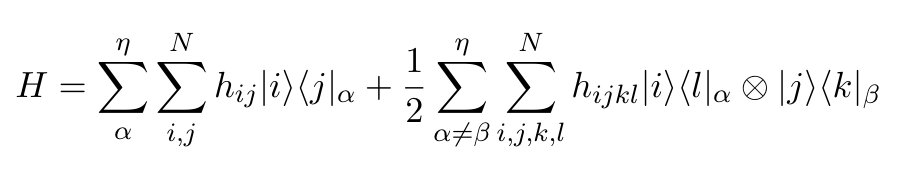 H = \sum_{\alpha}^{\eta} \sum_{i,j}^{N} h_{ij} |i\rangle\langle j|_{\alpha} + \frac{1}{2} \sum_{\alpha \neq \beta}^{\eta} \sum_{i,j,k,l}^{N} h_{ijkl} |i\rangle\langle l|_{\alpha} \otimes |j\rangle\langle k|_{\beta}